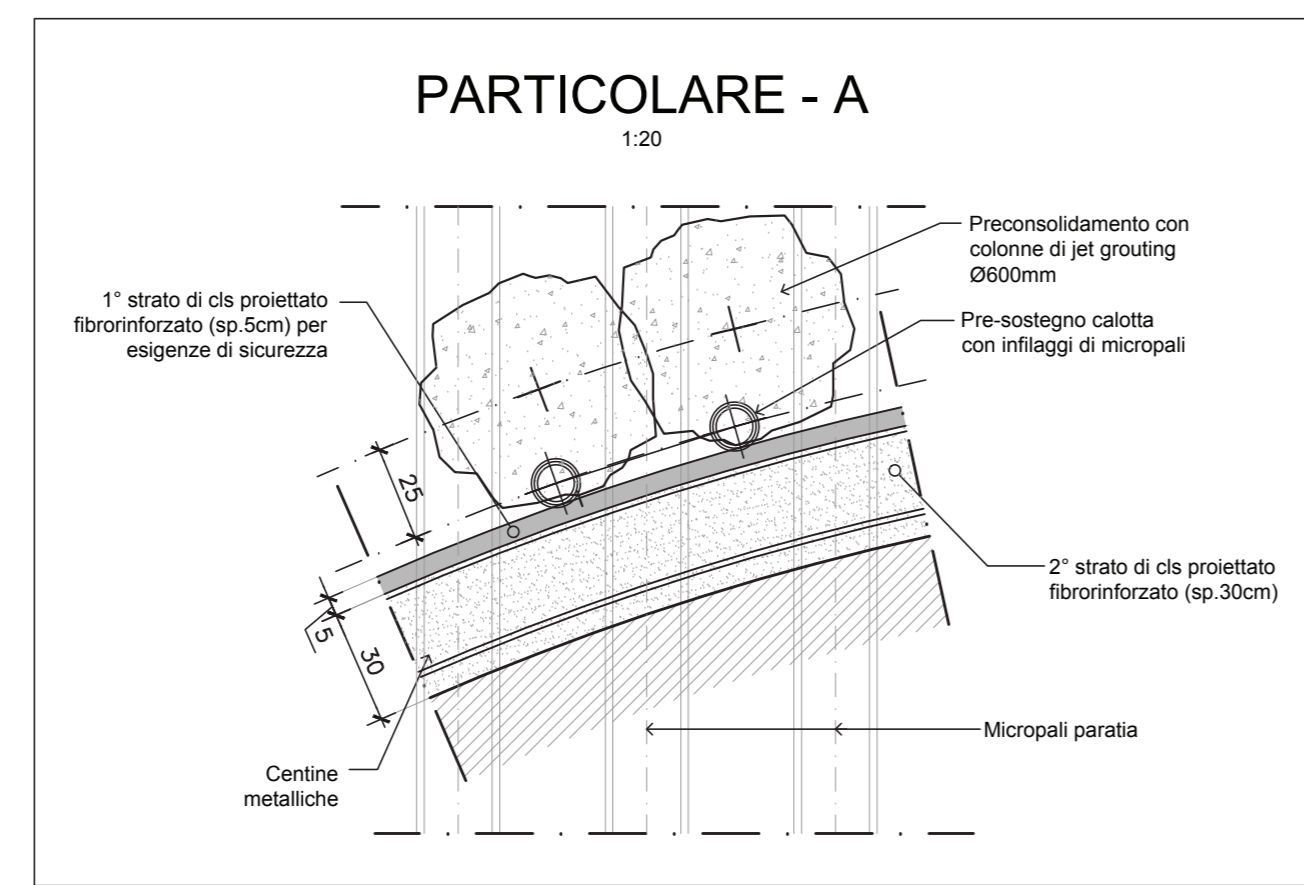 PARTICOLARE - A
1:20
Preconsolidamento con
colonne di jet grouting
Ø600mm
1° strato di cls proiettato
fibrorinforzato (sp.5cm) per
esigenze di sicurezza
Pre-sostegno calotta
con infilaggi di micropali
25
2° strato di cls proiettato
fibrorinforzato (sp.30cm)
5
30
Micropali paratia
Centine
metalliche